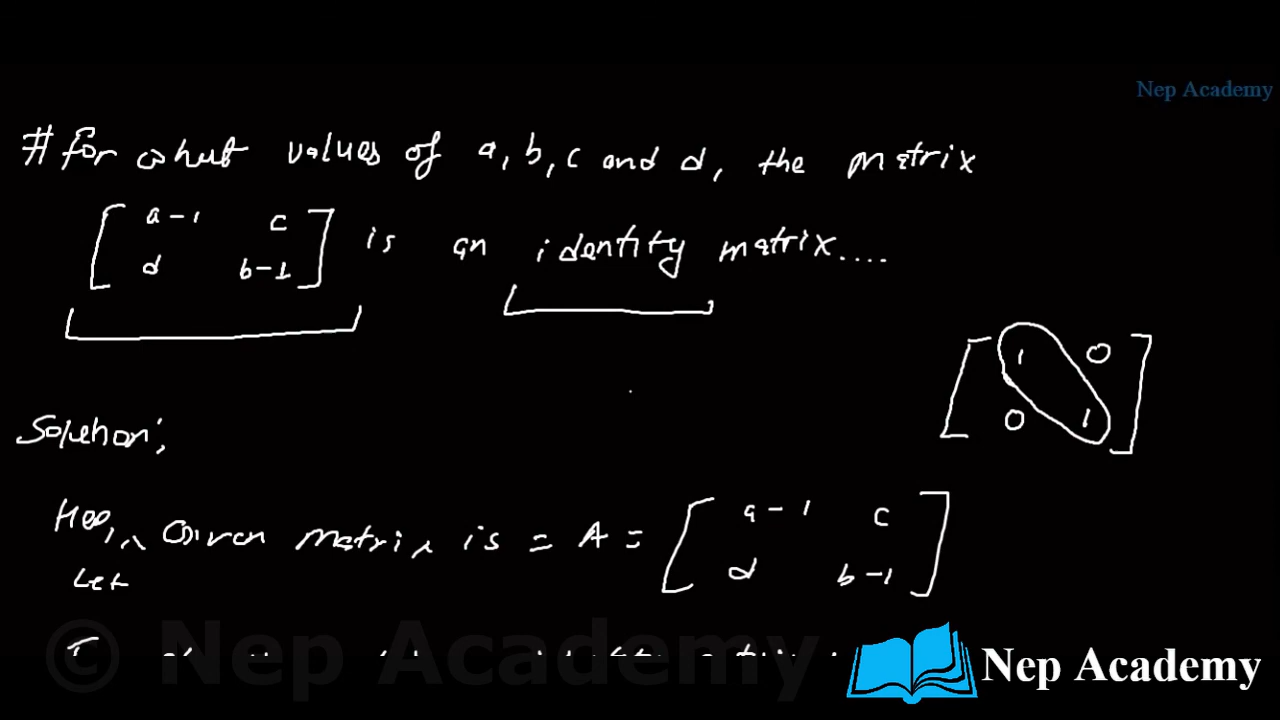 Nep Academy
# For what values of a, b, c and d, the matrix
[ a-1 c
d b-1 ] is an identity matrix....
[ 1 0
0 1 ]
Solution;
Let Given matrix is = A = [ a-1 c
d b-1 ]
© Nep Academy
Nep Academy